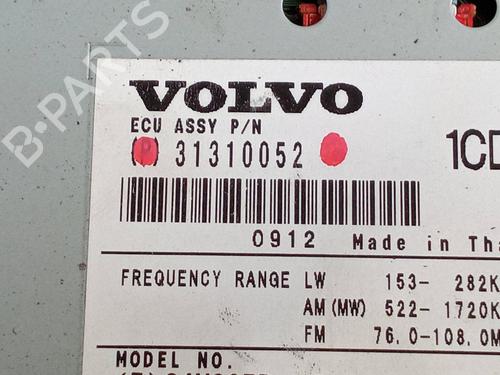 B-PARTS
VOLVO
ECU ASSY P/N
(P) 31310052
1CD
0912 Made in Tha
FREQUENCY RANGE LW 153- 282K
AM (MW) 522- 1720K
FM 76.0-108.0M
MODEL NO.